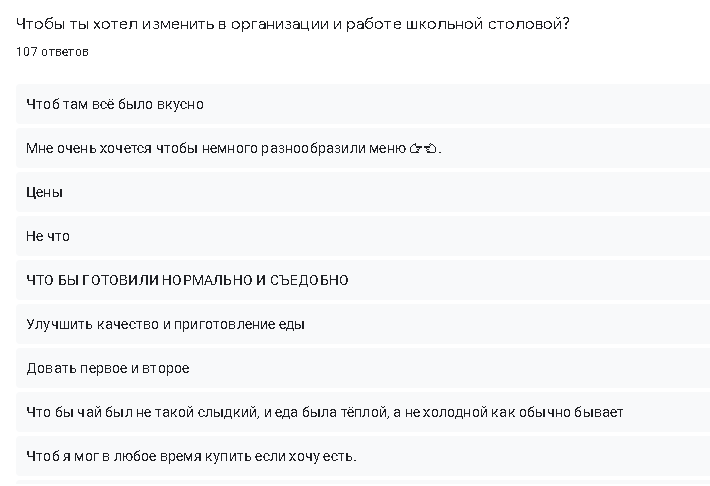 Чтобы ты хотел изменить в организации и работе школьной столовой?
107 ответов
Чтоб там всё было вкусно
Мне очень хочется чтобы немного разнообразили меню 👉👈.
Цены
Не что
ЧТО БЫ ГОТОВИЛИ НОРМАЛЬНО И СЪЕДОБНО
Улучшить качество и приготовление еды
Довать первое и второе
Что бы чай был не такой слыдкий, и еда была тёплой, а не холодной как обычно бывает
Чтоб я мог в любое время купить если хочу есть.